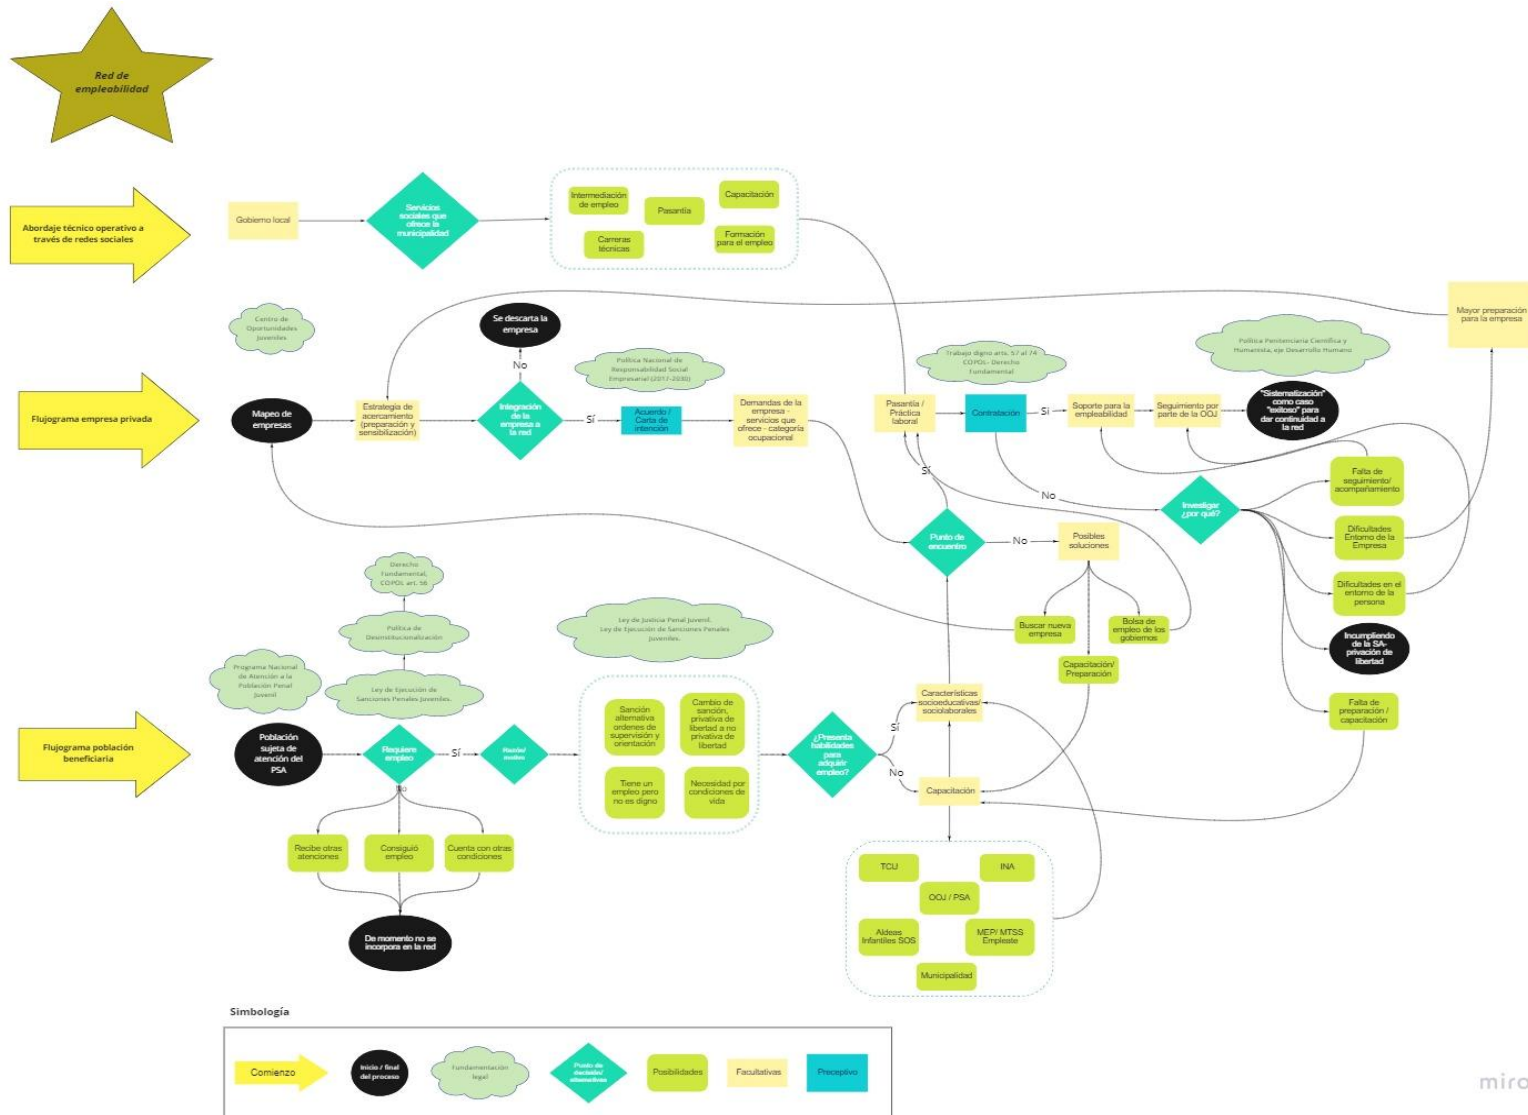 Red de
empleabilidad
Abordaje técnico operativo a
través de redes sociales
Gobierno local
Servicios
sociales que
ofrece la
municipalidad
Intermediación
de empleo
Pasantía
Capacitación
Carreras
técnicas
Formación
para el empleo
Centro de
Oportunidades
Juveniles
Se descarta la
empresa
No
Política Nacional de
Responsabilidad Social
Empresarial (2017-2030)
Trabajo digno arts. 57 al 74
COPOL- Derecho
Fundamental
Política Penitenciaria Científica y
Humanista, eje Desarrollo Humano
Mayor preparación
para la empresa
Flujograma empresa privada
Mapeo de
empresas
Estrategia de
acercamiento
(preparación y
sensibilización)
Integración
de la
empresa a
la red
Sí
Acuerdo /
Carta de
intención
Demandas de la
empresa -
servicios que
ofrece - categoría
ocupacional
Pasantía /
Práctica
laboral
Contratación
Sí
Soporte para la
empleabilidad
Seguimiento por
parte de la OOJ
"Sistematización"
como caso
"exitoso" para
dar continuidad a
la red
Sí
No
Investigar
¿por qué?
Falta de
seguimiento/
acompañamiento
Dificultades
Entorno de la
Empresa
Dificultades en el
entorno de la
persona
Incumpliendo
de la SA-
privación de
libertad
Falta de
preparación /
capacitación
Punto de
encuentro
No
Posibles
soluciones
Buscar nueva
empresa
Bolsa de
empleo de los
gobiernos
Capacitación/
Preparación
Derecho
Fundamental,
COPOL art. 56
Política de
Desinstitucionalización
Ley de Ejecución de
Sanciones Penales Juveniles.
Programa Nacional
de Atención a la
Población Penal
Juvenil
Ley de Justicia Penal Juvenil.
Ley de Ejecución de Sanciones Penales
Juveniles.
Flujograma población
beneficiaria
Población
sujeta de
atención del
PSA
Requiere
empleo
Sí
Razón/
motivo
Sanción
alternativa
ordenes de
supervisión y
orientación
Cambio de
sanción,
privativa de
libertad a no
privativa de
libertad
Tiene un
empleo pero
no es digno
Necesidad por
condiciones de
vida
¿Presenta
habilidades
para
adquirir
empleo?
Sí
No
Características
socioeducativas/
sociolaborales
Capacitación
No
Recibe otras
atenciones
Consiguió
empleo
Cuenta con otras
condiciones
De momento no se
incorpora en la red
TCU
INA
OOJ / PSA
Aldeas
Infantiles SOS
MEP/ MTSS
Empleate
Municipalidad
Simbología
Comienzo
Inicio / final
del proceso
Fundamentación
legal
Punto de
decisión/
alternativas
Posibilidades
Facultativas
Preceptivo
miro